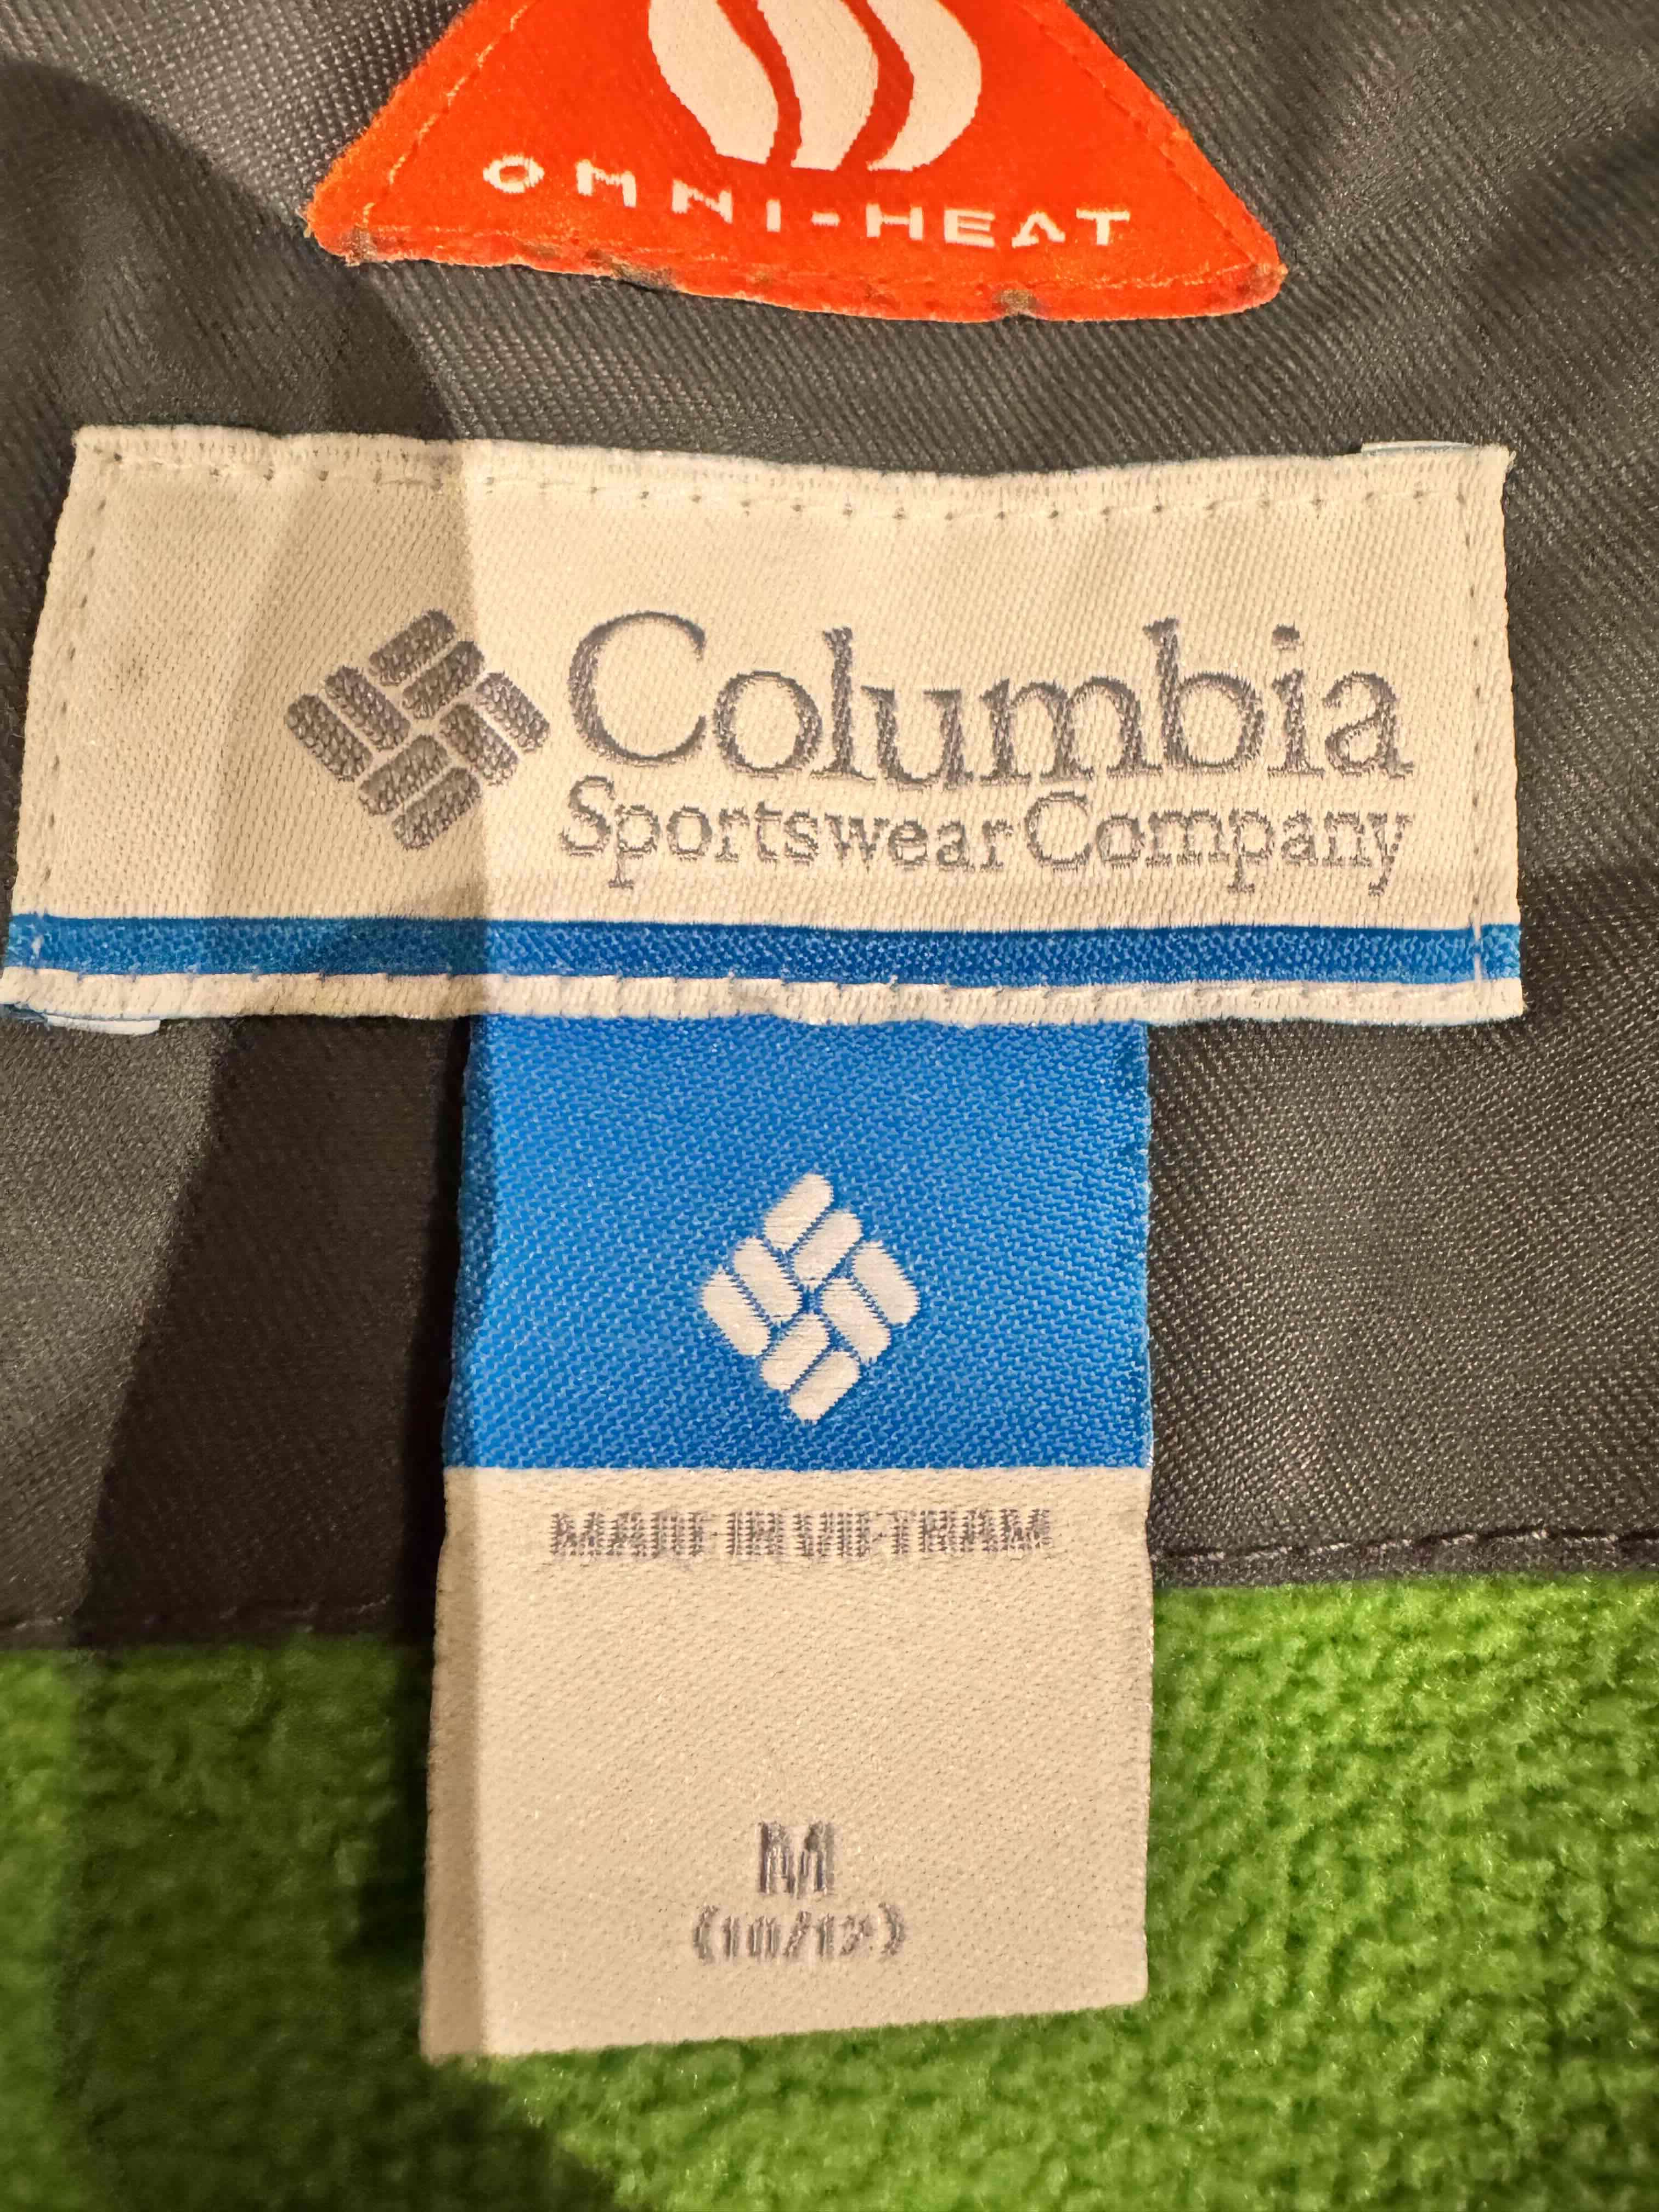 OMNI-HEAT
Columbia
Sportswear Company
MADE IN VIETNAM
M
(10/12)